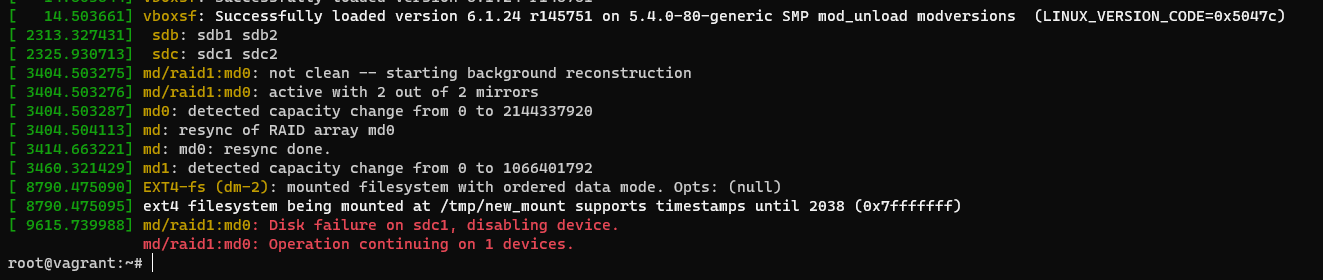 [   14.503661] vboxsf: Successfully loaded version 6.1.24 r145751 on 5.4.0-80-generic SMP mod_unload modversions  (LINUX_VERSION_CODE=0x5047c)
[ 2313.327431]  sdb: sdb1 sdb2
[ 2325.930713]  sdc: sdc1 sdc2
[ 3404.503275] md/raid1:md0: not clean -- starting background reconstruction
[ 3404.503276] md/raid1:md0: active with 2 out of 2 mirrors
[ 3404.503287] md0: detected capacity change from 0 to 2144337920
[ 3404.504113] md: resync of RAID array md0
[ 3414.663221] md: md0: resync done.
[ 3460.321429] md1: detected capacity change from 0 to 1066401792
[ 8790.475090] EXT4-fs (dm-2): mounted filesystem with ordered data mode. Opts: (null)
[ 8790.475095] ext4 filesystem being mounted at /tmp/new_mount supports timestamps until 2038 (0x7fffffff)
[ 9615.739988] md/raid1:md0: Disk failure on sdc1, disabling device.
               md/raid1:md0: Operation continuing on 1 devices.
root@vagrant:~#